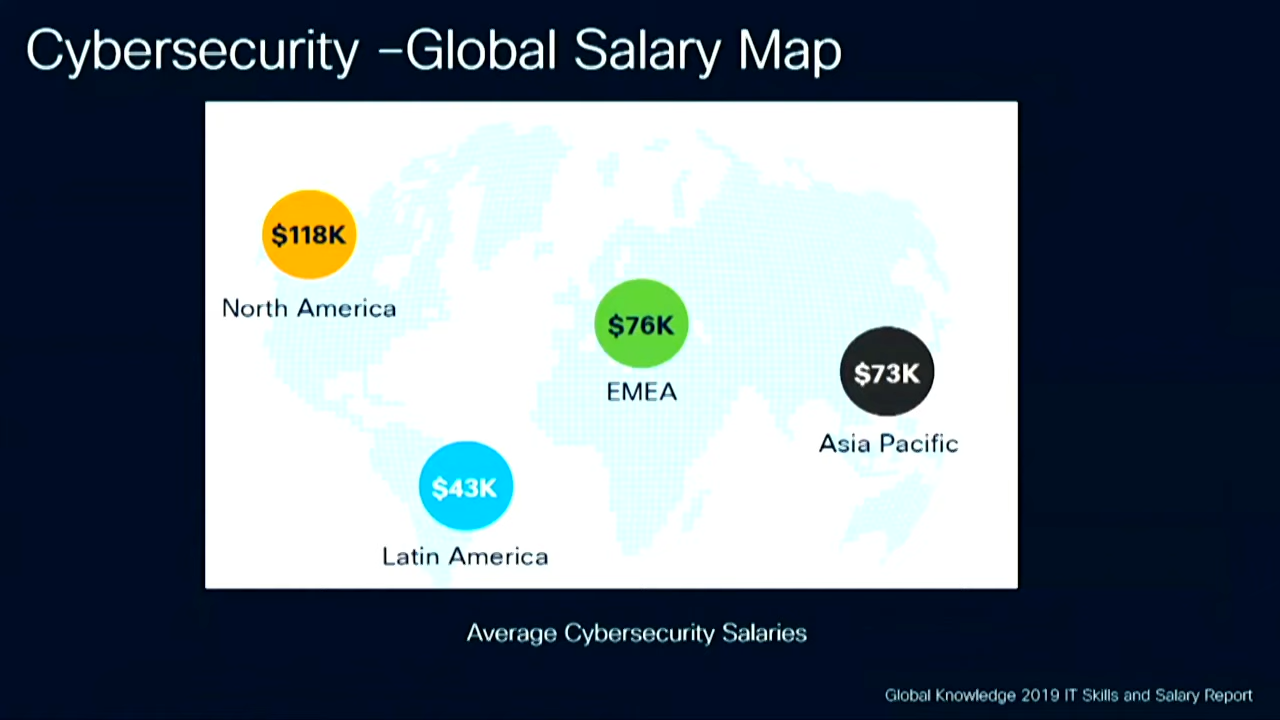 Cybersecurity –Global Salary Map
$118K
North America
$76K
EMEA
$73K
Asia Pacific
$43K
Latin America
Average Cybersecurity Salaries
Global Knowledge 2019 IT Skills and Salary Report